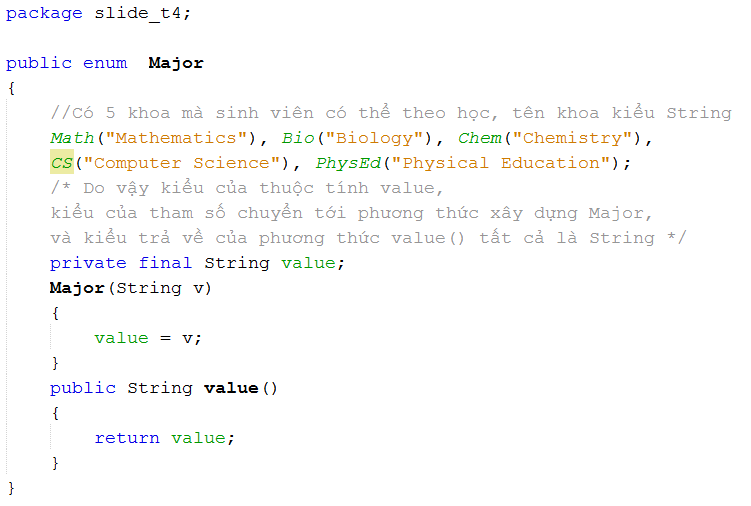 package slide_t4;
public enum  Major
{
//Có 5 khoa mà sinh viên có thể theo học, tên khoa kiểu String
Math("Mathematics"), Bio("Biology"), Chem("Chemistry"),
CS("Computer Science"), PhysEd("Physical Education");
/* Do vậy kiểu của thuộc tính value,
kiểu của tham số chuyển tới phương thức xây dựng Major,
và kiểu trả về của phương thức value() tất cả là String */
private final String value;
Major(String v)
{
value = v;
}
public String value()
{
return value;
}
}